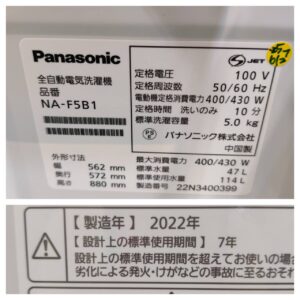 Panasonic
全自動電気洗濯機
品番
NA-F5B1
外形寸法
幅 562 mm
奥行 572 mm
高さ 880 mm
S-JET
定格電圧 100 V
定格周波数 50/60 Hz
電動機定格消費電力 400/430 W
定格時間 洗いのみ 10 分
標準洗濯容量 5.0 kg
PS E
パナソニック株式会社
中国製
最大消費電力 400/430 W
標準水量 47 L
標準使用水量 114 L
製造番号 22N3400399
【製造年】 2022年
【設計上の標準使用期間】 7年
設計上の標準使用期間を超えてお使いの場合
劣化による発火・けがなどの事故に至るおそれ